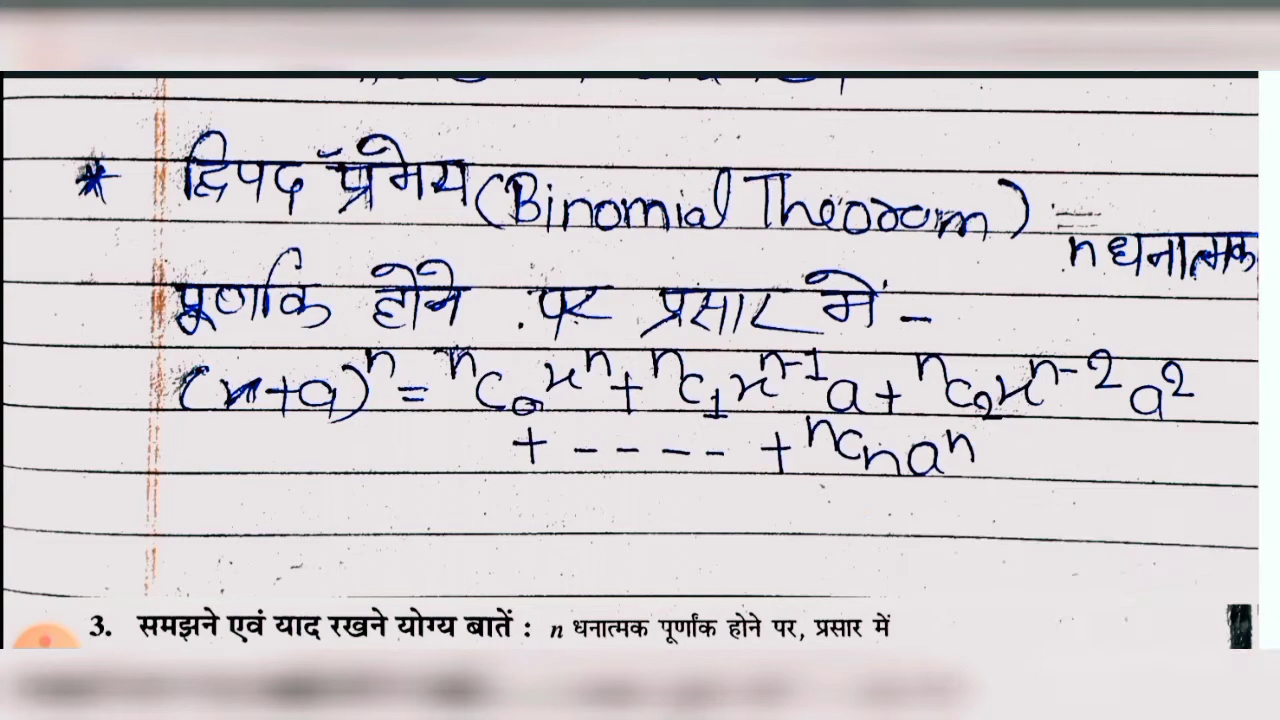 * द्विपद प्रमेय (Binomial Theoram) =
n धनात्मक
पूर्णांक होने पर प्रसार में -
(x+a)ⁿ = ⁿC₀xⁿ + ⁿC₁xⁿ⁻¹a + ⁿC₂xⁿ⁻²a²
+ - - - - + ⁿCₙaⁿ
3. समझने एवं याद रखने योग्य बातें : n धनात्मक पूर्णांक होने पर, प्रसार में